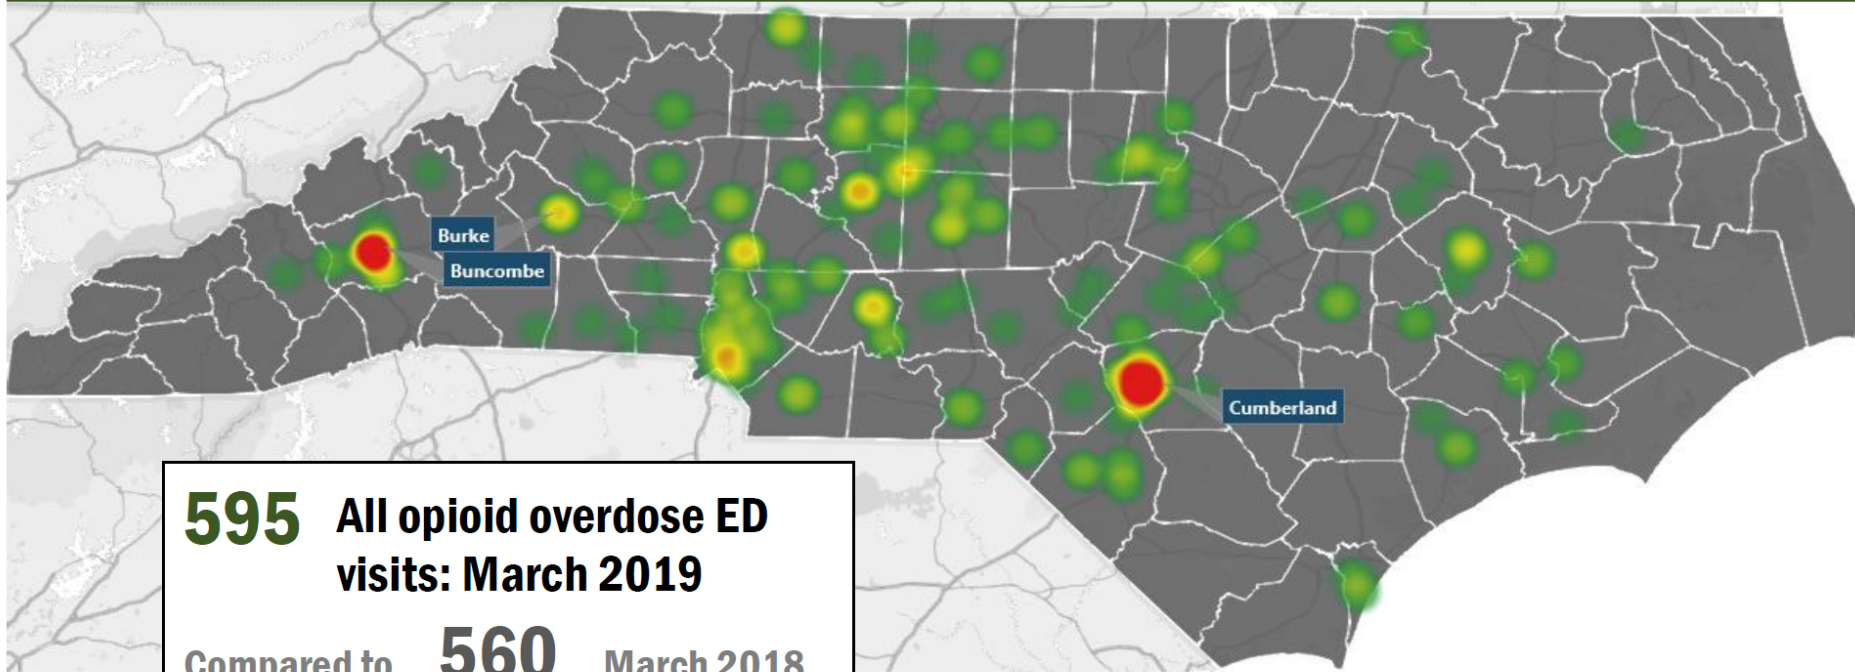 Burke
Buncombe
Cumberland
595 All opioid overdose ED
visits: March 2019
Compared to 560 March 2018